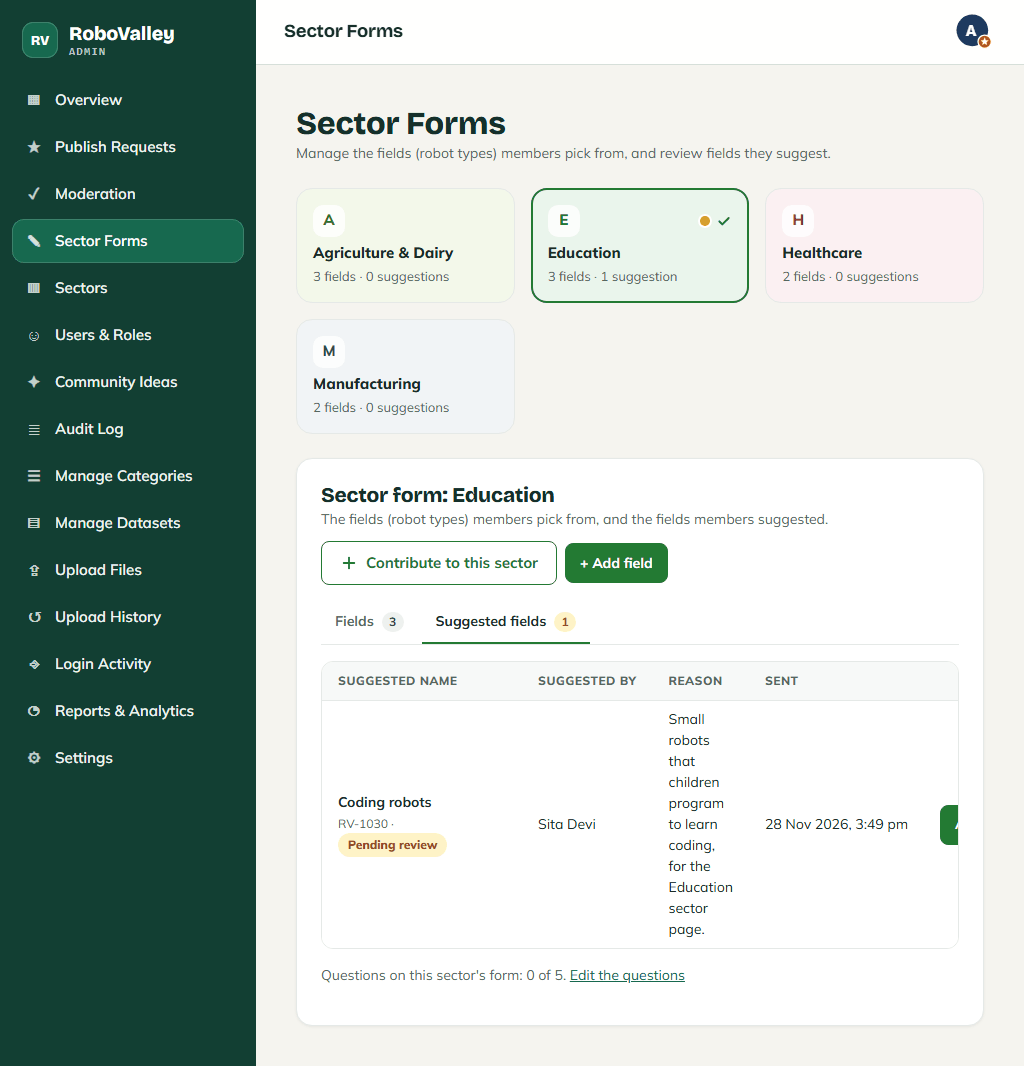 RV
RoboValley
ADMIN
Overview
Publish Requests
Moderation
Sector Forms
Sectors
Users & Roles
Community Ideas
Audit Log
Manage Categories
Manage Datasets
Upload Files
Upload History
Login Activity
Reports & Analytics
Settings
Sector Forms
A
Sector Forms
Manage the fields (robot types) members pick from, and review fields they suggest.
A
Agriculture & Dairy
3 fields · 0 suggestions
E
Education
3 fields · 1 suggestion
H
Healthcare
2 fields · 0 suggestions
M
Manufacturing
2 fields · 0 suggestions
Sector form: Education
The fields (robot types) members pick from, and the fields members suggested.
+ Contribute to this sector
+ Add field
Fields 3
Suggested fields 1
SUGGESTED NAME SUGGESTED BY REASON SENT
Coding robots
RV-1030 ·
Pending review
Sita Devi
Small
robots
that
children
program
to learn
coding,
for the
Education
sector
page.
28 Nov 2026, 3:49 pm
Questions on this sector's form: 0 of 5. Edit the questions